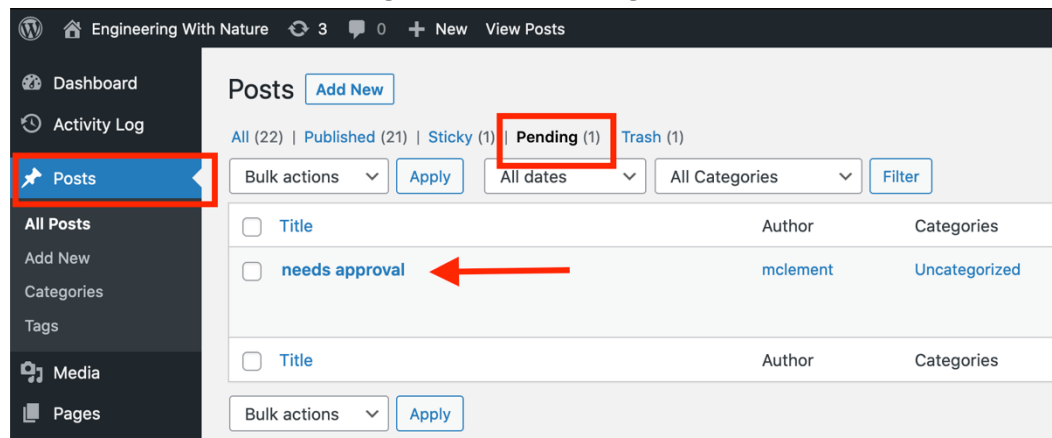 Engineering With Nature 3 0 + New View Posts
Dashboard
Activity Log
Posts
All Posts
Add New
Categories
Tags
Media
Pages
Posts Add New
All (22) | Published (21) | Sticky (1) | Pending (1) Trash (1)
Bulk actions Apply All dates All Categories Filter
Title Author Categories
needs approval mclement Uncategorized
Title Author Categories
Bulk actions Apply